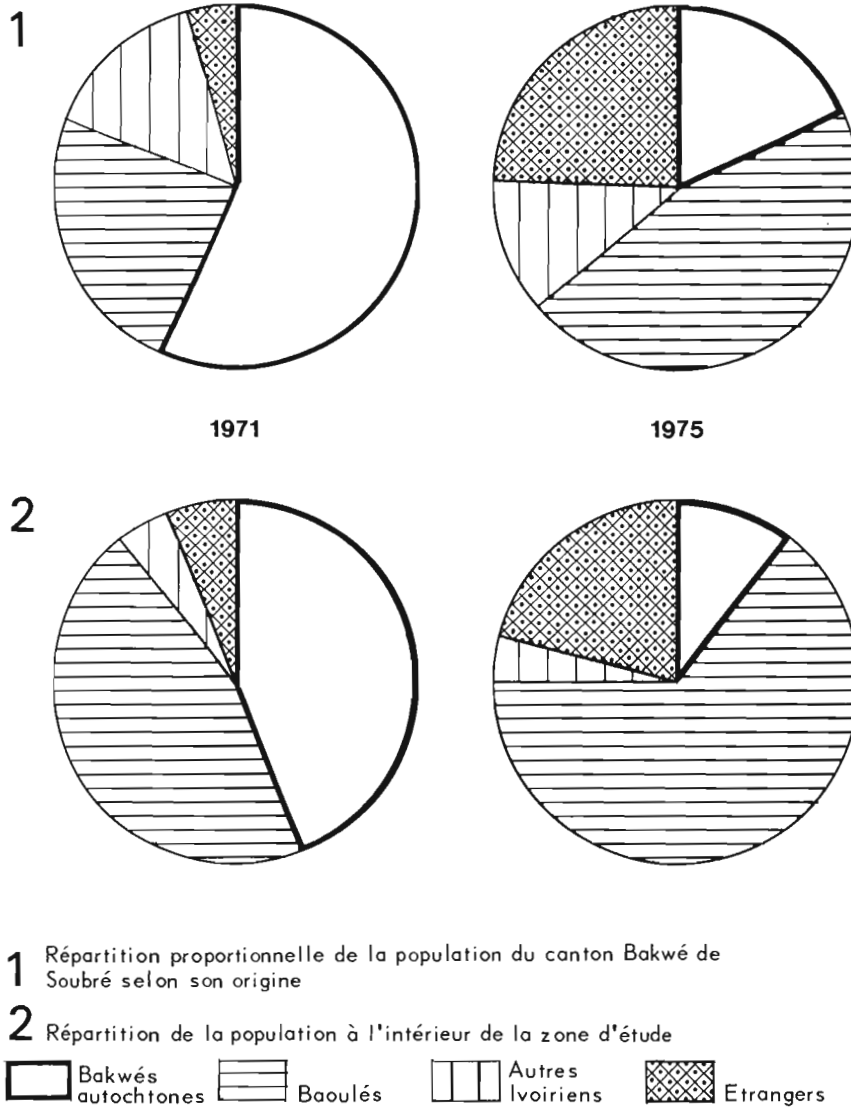 1
1971
1975
2
1 Répartition proportionnelle de la population du canton Bakwé de
Soubré selon son origine
2 Répartition de la population à l'intérieur de la zone d'étude
Bakwés
autochtones
Baoulés
Autres
Ivoiriens
Etrangers